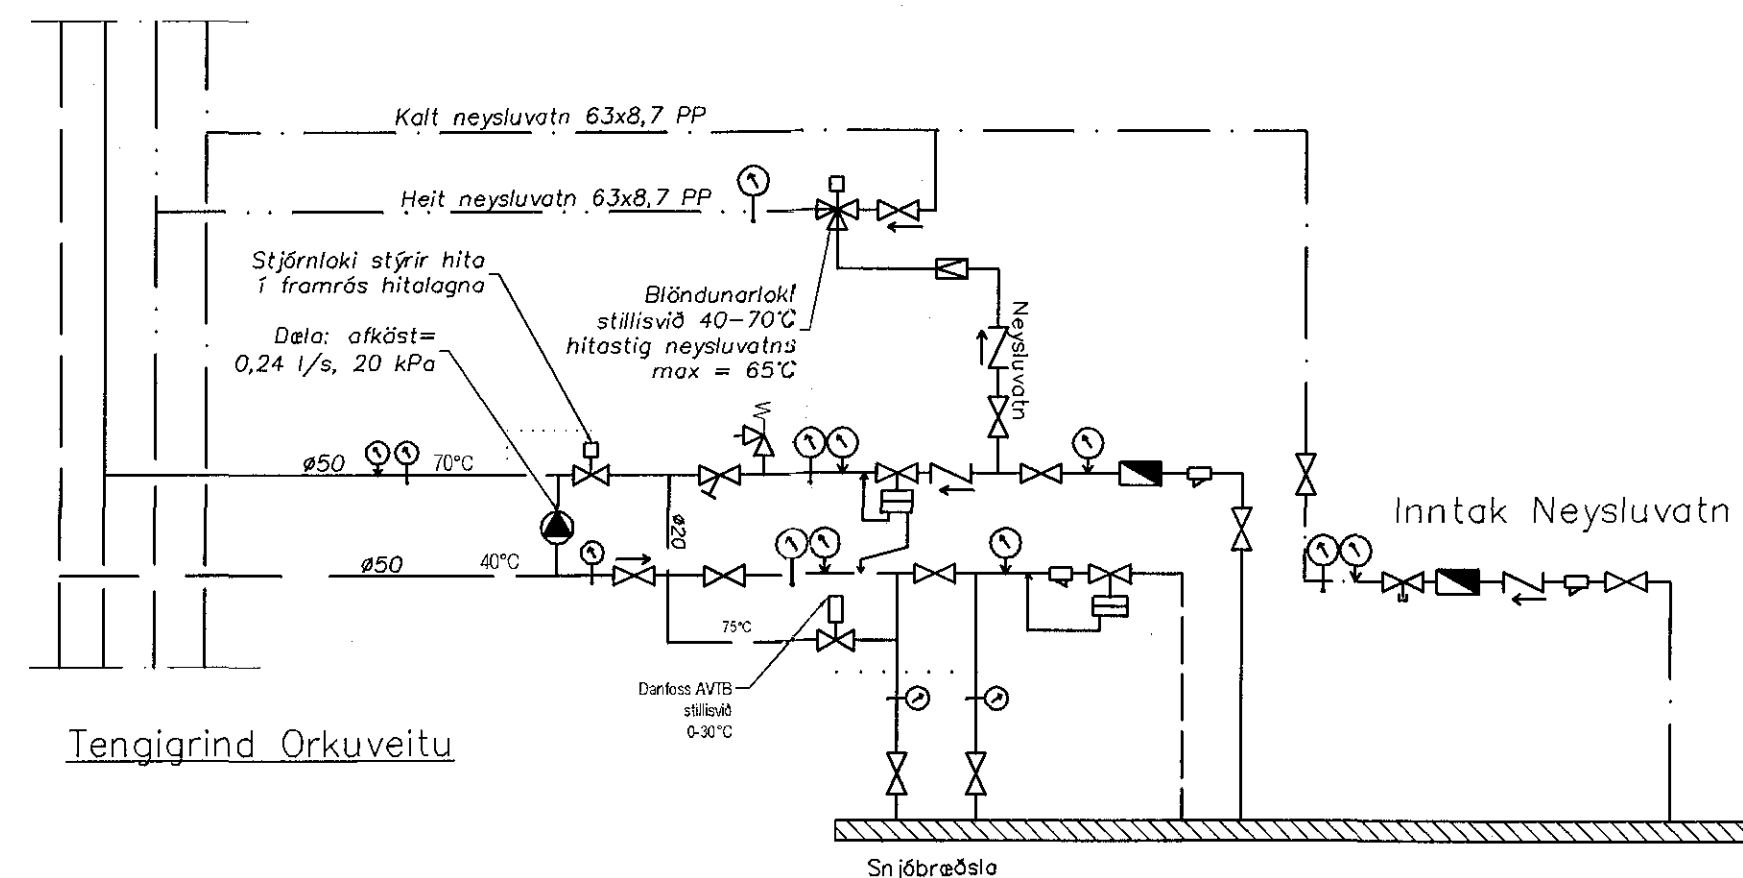 Kalt neysluvatn 63x8,7 PP
Heit neysluvatn 63x8,7 PP
Stjórnloki stýrir hita
í framrás hitalagna
Blöndunarloki
stillisvið 40-70°C
hitastig neysluvatns
max = 65°C
Dæla: afköst=
0,24 l/s, 20 kPa
Neysluvatn
ø50
70°C
ø20
Inntak Neysluvatn
ø50
40°C
75°C
Danfoss AVTB
stillisvið
0-30°C
Tengigrind Orkuveitu
Snjóbræðsla